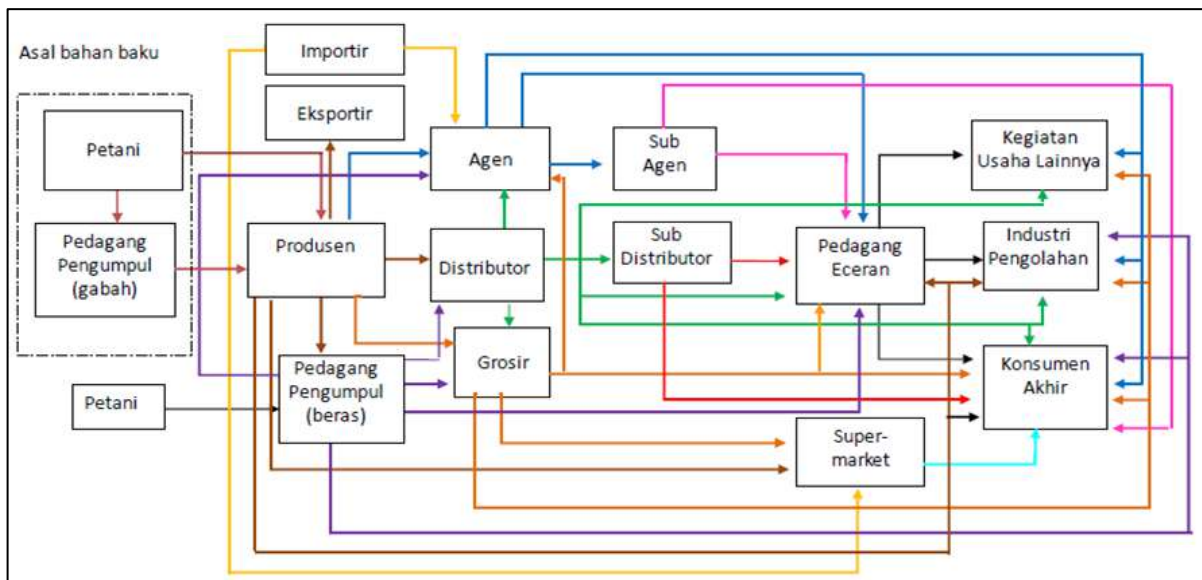 Asal bahan baku
Importir
Eksportir
Petani
Agen
Sub
Agen
Kegiatan
Usaha Lainnya
Pedagang
Pengumpul
(gabah)
Produsen
Distributor
Sub
Distributor
Pedagang
Eceran
Industri
Pengolahan
Petani
Pedagang
Pengumpul
(beras)
Grosir
Konsumen
Akhir
Super-
market